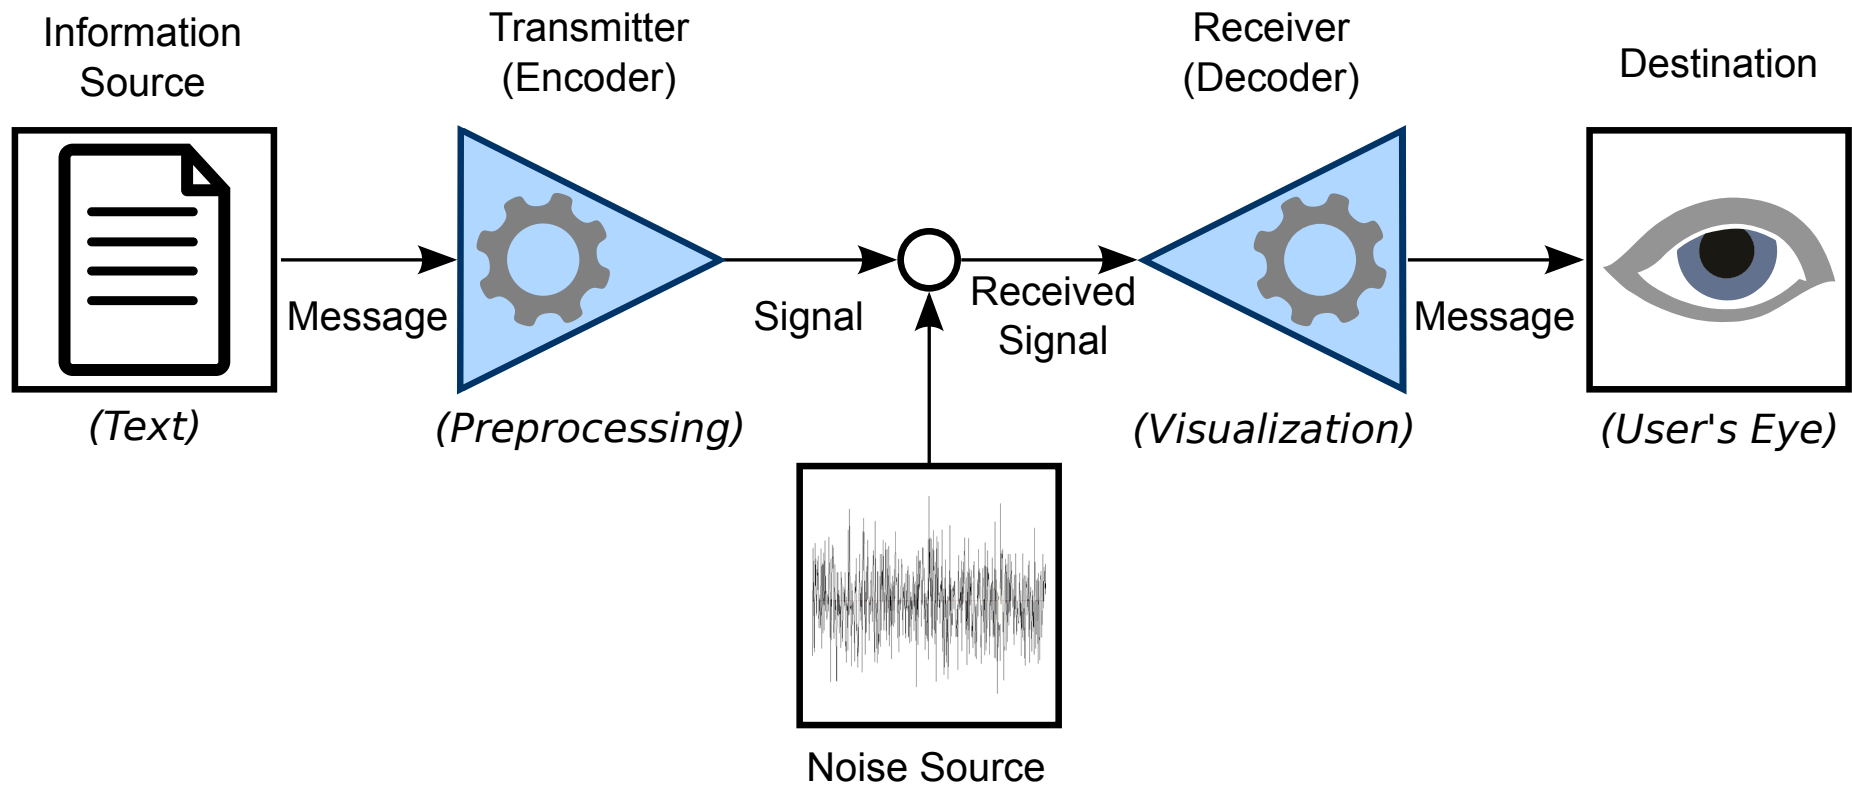 Information
Source
Transmitter
(Encoder)
Receiver
(Decoder)
Destination
Message
Signal
Received
Signal
Message
(Text)
(Preprocessing)
(Visualization)
(User's Eye)
Noise Source